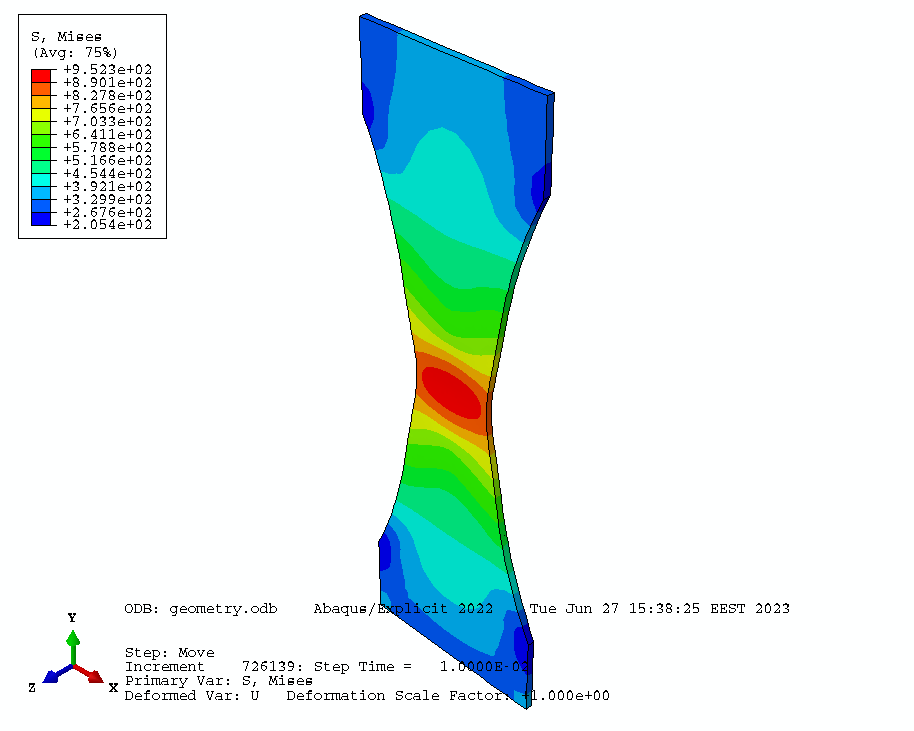 S, Mises
(Avg: 75%)
+9.523e+02
+8.901e+02
+8.278e+02
+7.656e+02
+7.033e+02
+6.411e+02
+5.788e+02
+5.166e+02
+4.544e+02
+3.921e+02
+3.299e+02
+2.676e+02
+2.054e+02
ODB: geometry.odb Abaqus/Explicit 2022 Tue Jun 27 15:38:25 EEST 2023
Y
Z
X
Step: Move
Increment 726139: Step Time = 1.0000E-02
Primary Var: S, Mises
Deformed Var: U Deformation Scale Factor: +1.000e+00